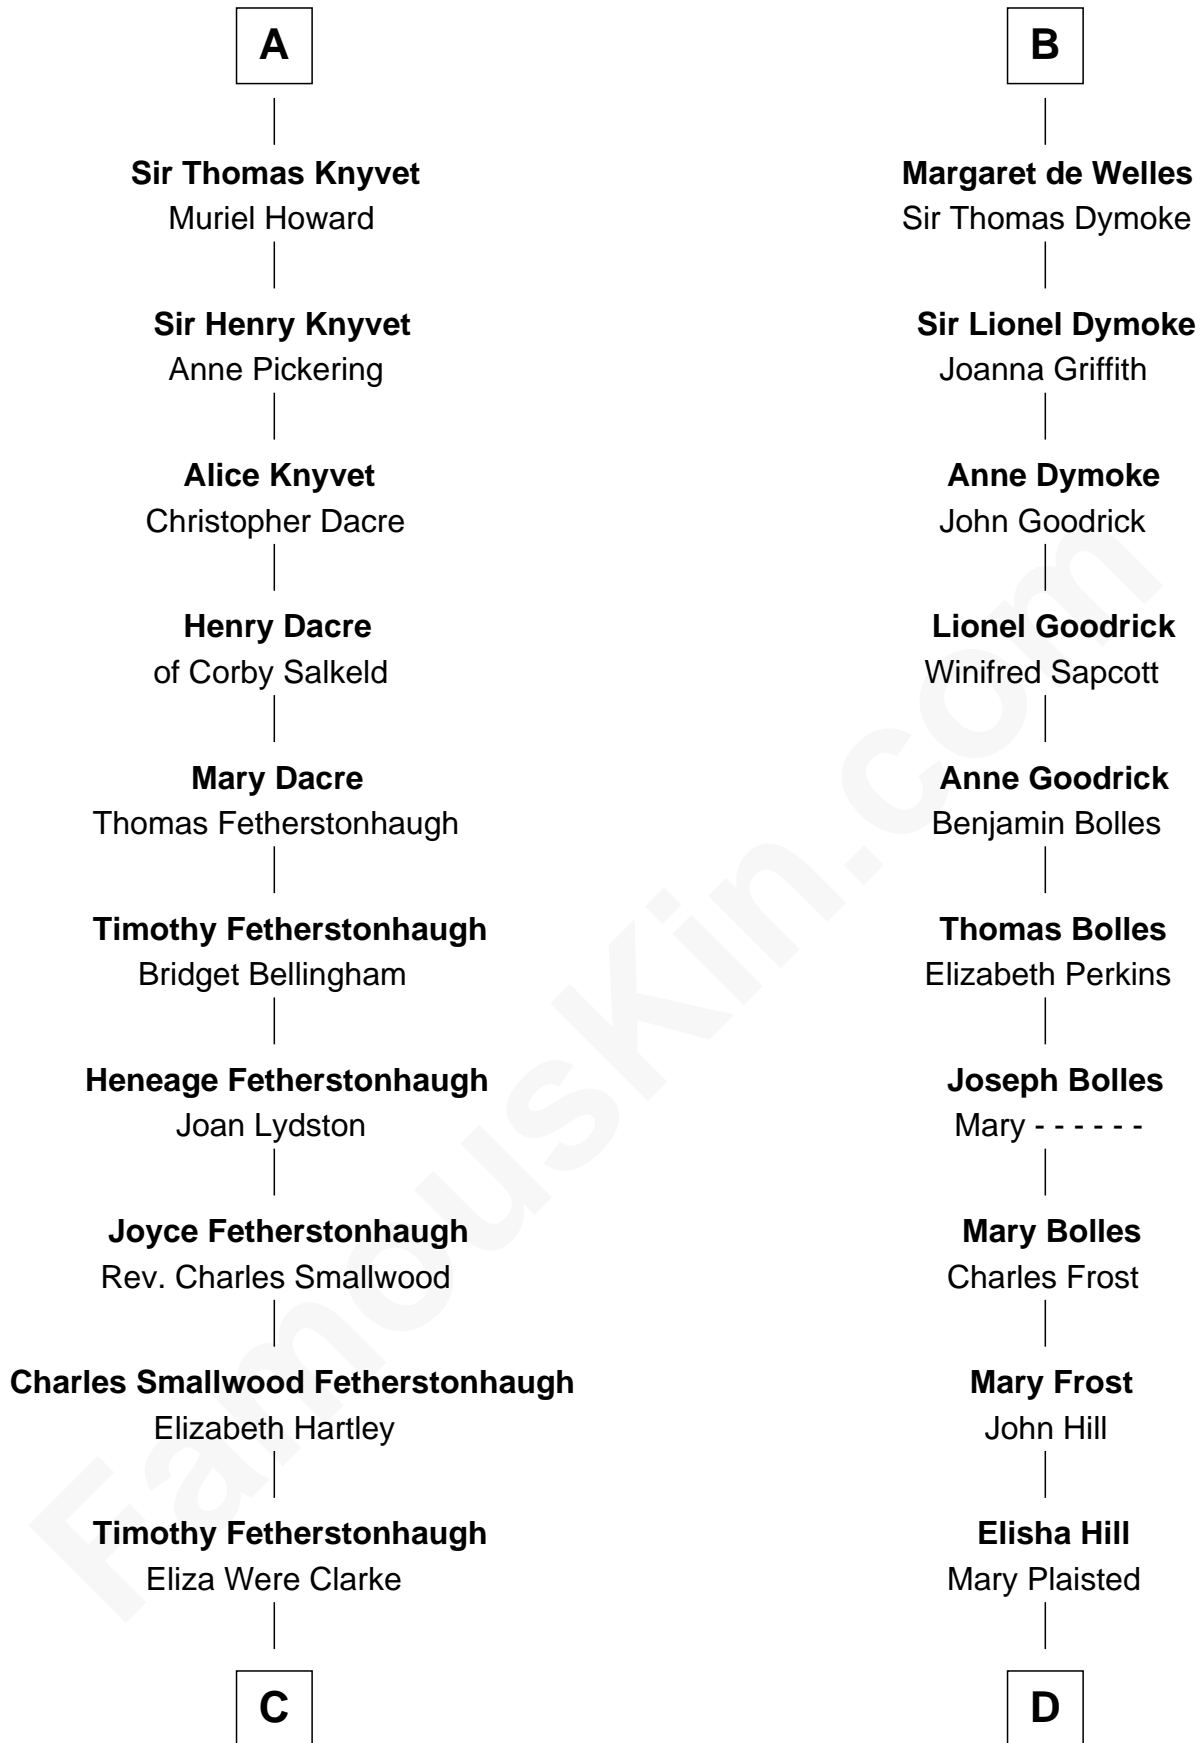 A
Sir Thomas Knyvet
Muriel Howard
Sir Henry Knyvet
Anne Pickering
Alice Knyvet
Christopher Dacre
Henry Dacre
of Corby Salkeld
Mary Dacre
Thomas Fetherstonhaugh
Timothy Fetherstonhaugh
Bridget Bellingham
Heneage Fetherstonhaugh
Joan Lydston
Joyce Fetherstonhaugh
Rev. Charles Smallwood
Charles Smallwood Fetherstonhaugh
Elizabeth Hartley
Timothy Fetherstonhaugh
Eliza Were Clarke
C
B
Margaret de Welles
Sir Thomas Dymoke
Sir Lionel Dymoke
Joanna Griffith
Anne Dymoke
John Goodrick
Lionel Goodrick
Winifred Sapcott
Anne Goodrick
Benjamin Bolles
Thomas Bolles
Elizabeth Perkins
Joseph Bolles
Mary - - - - - -
Mary Bolles
Charles Frost
Mary Frost
John Hill
Elisha Hill
Mary Plaisted
D
FamousKin.com